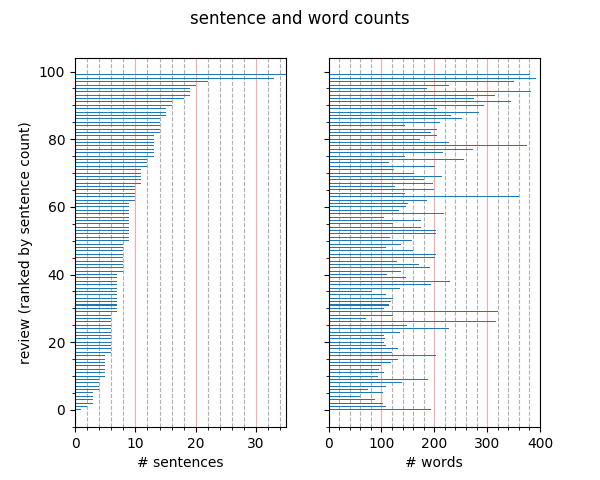 sentence and word counts
review (ranked by sentence count)
100
80
60
40
20
0
0 10 20 30
# sentences
0 100 200 300 400
# words